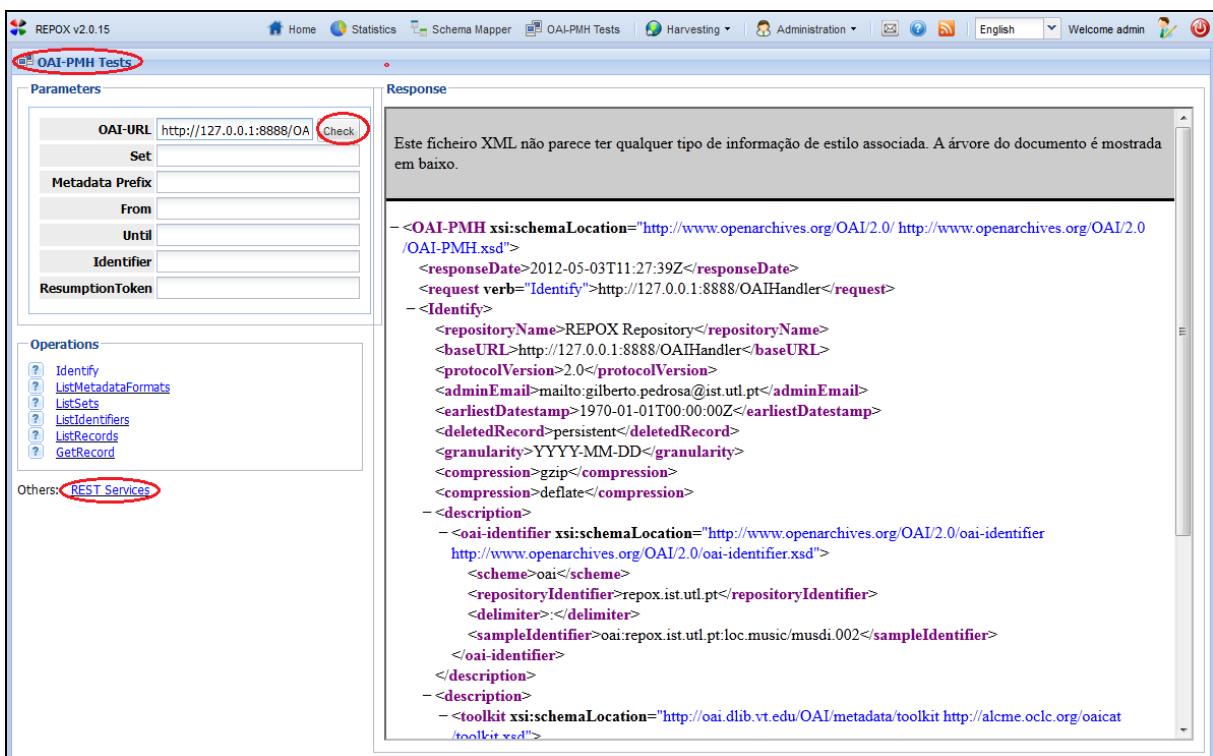 REPOX v2.0.15 Home Statistics Schema Mapper OAI-PMH Tests Harvesting Administration English Welcome admin
OAI-PMH Tests
Parameters
OAI-URL http://127.0.0.1:8888/OA Check
Set
Metadata Prefix
From
Until
Identifier
ResumptionToken
Operations
? Identify
? ListMetadataFormats
? ListSets
? ListIdentifiers
? ListRecords
? GetRecord
Others: REST Services
Response
Este ficheiro XML não parece ter qualquer tipo de informação de estilo associada. A árvore do documento é mostrada
em baixo.
−<OAI-PMH xsi:schemaLocation="http://www.openarchives.org/OAI/2.0/ http://www.openarchives.org/OAI/2.0
/OAI-PMH.xsd">
<responseDate>2012-05-03T11:27:39Z</responseDate>
<request verb="Identify">http://127.0.0.1:8888/OAIHandler</request>
−<Identify>
<repositoryName>REPOX Repository</repositoryName>
<baseURL>http://127.0.0.1:8888/OAIHandler</baseURL>
<protocolVersion>2.0</protocolVersion>
<adminEmail>mailto:gilberto.pedrosa@ist.utl.pt</adminEmail>
<earliestDatestamp>1970-01-01T00:00:00Z</earliestDatestamp>
<deletedRecord>persistent</deletedRecord>
<granularity>YYYY-MM-DD</granularity>
<compression>gzip</compression>
<compression>deflate</compression>
−<description>
−<oai-identifier xsi:schemaLocation="http://www.openarchives.org/OAI/2.0/oai-identifier
http://www.openarchives.org/OAI/2.0/oai-identifier.xsd">
<scheme>oai</scheme>
<repositoryIdentifier>repox.ist.utl.pt</repositoryIdentifier>
<delimiter>:</delimiter>
<sampleIdentifier>oai:repox.ist.utl.pt:loc.music/musdi.002</sampleIdentifier>
</oai-identifier>
</description>
−<description>
−<toolkit xsi:schemaLocation="http://oai.dlib.vt.edu/OAI/metadata/toolkit http://alcme.oclc.org/oaicat
/toolkit.xsd">